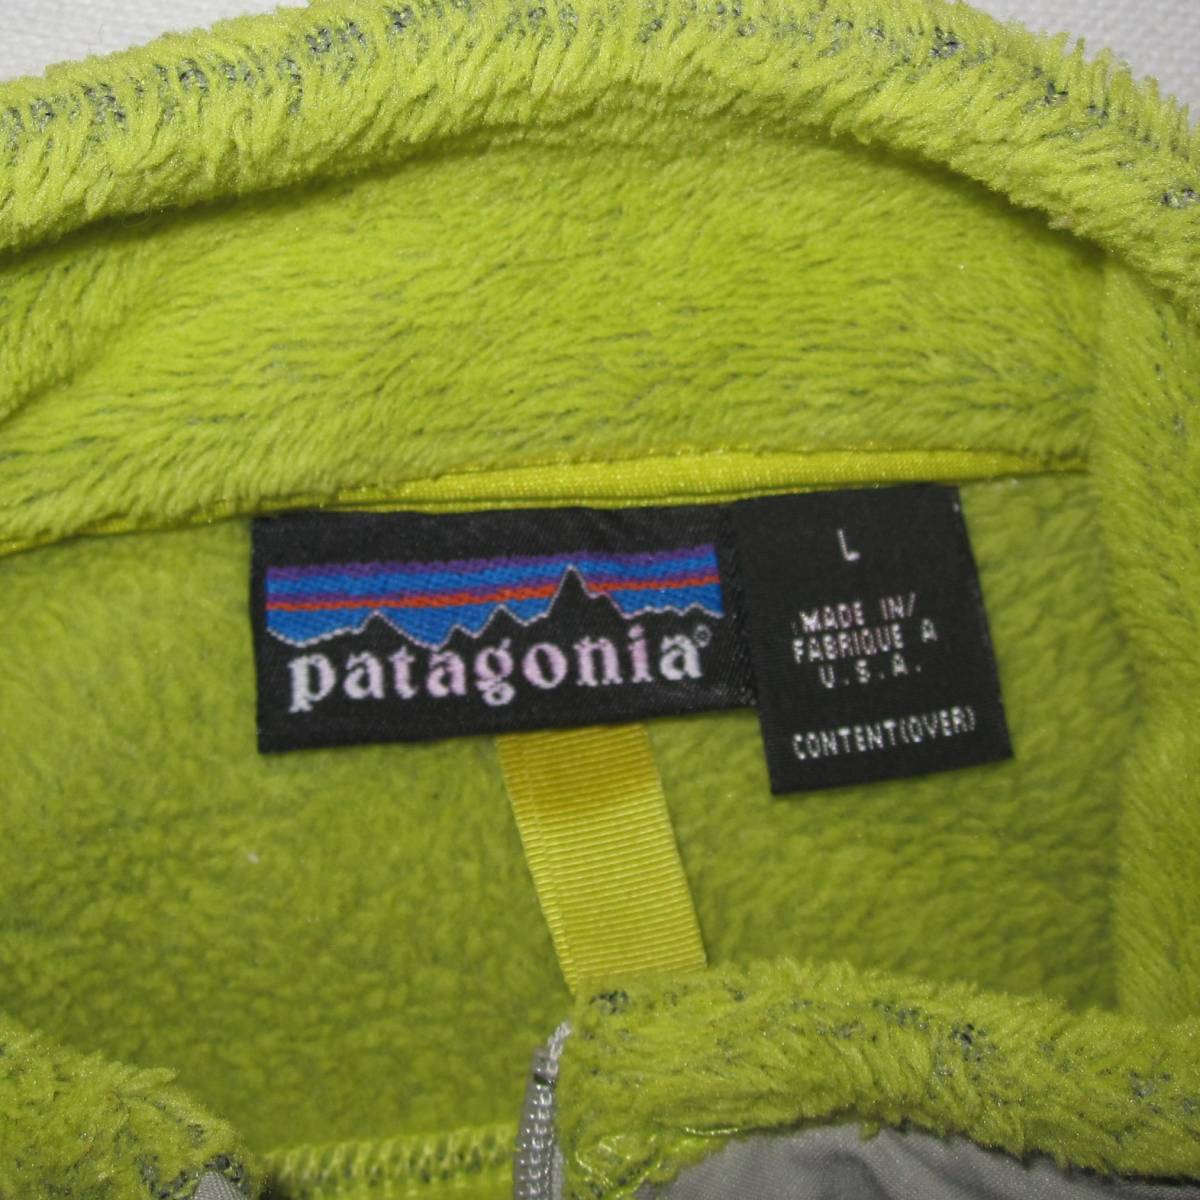 patagonia®
L
MADE IN/
FABRIQUE A
U.S.A.
CONTENT(OVER)